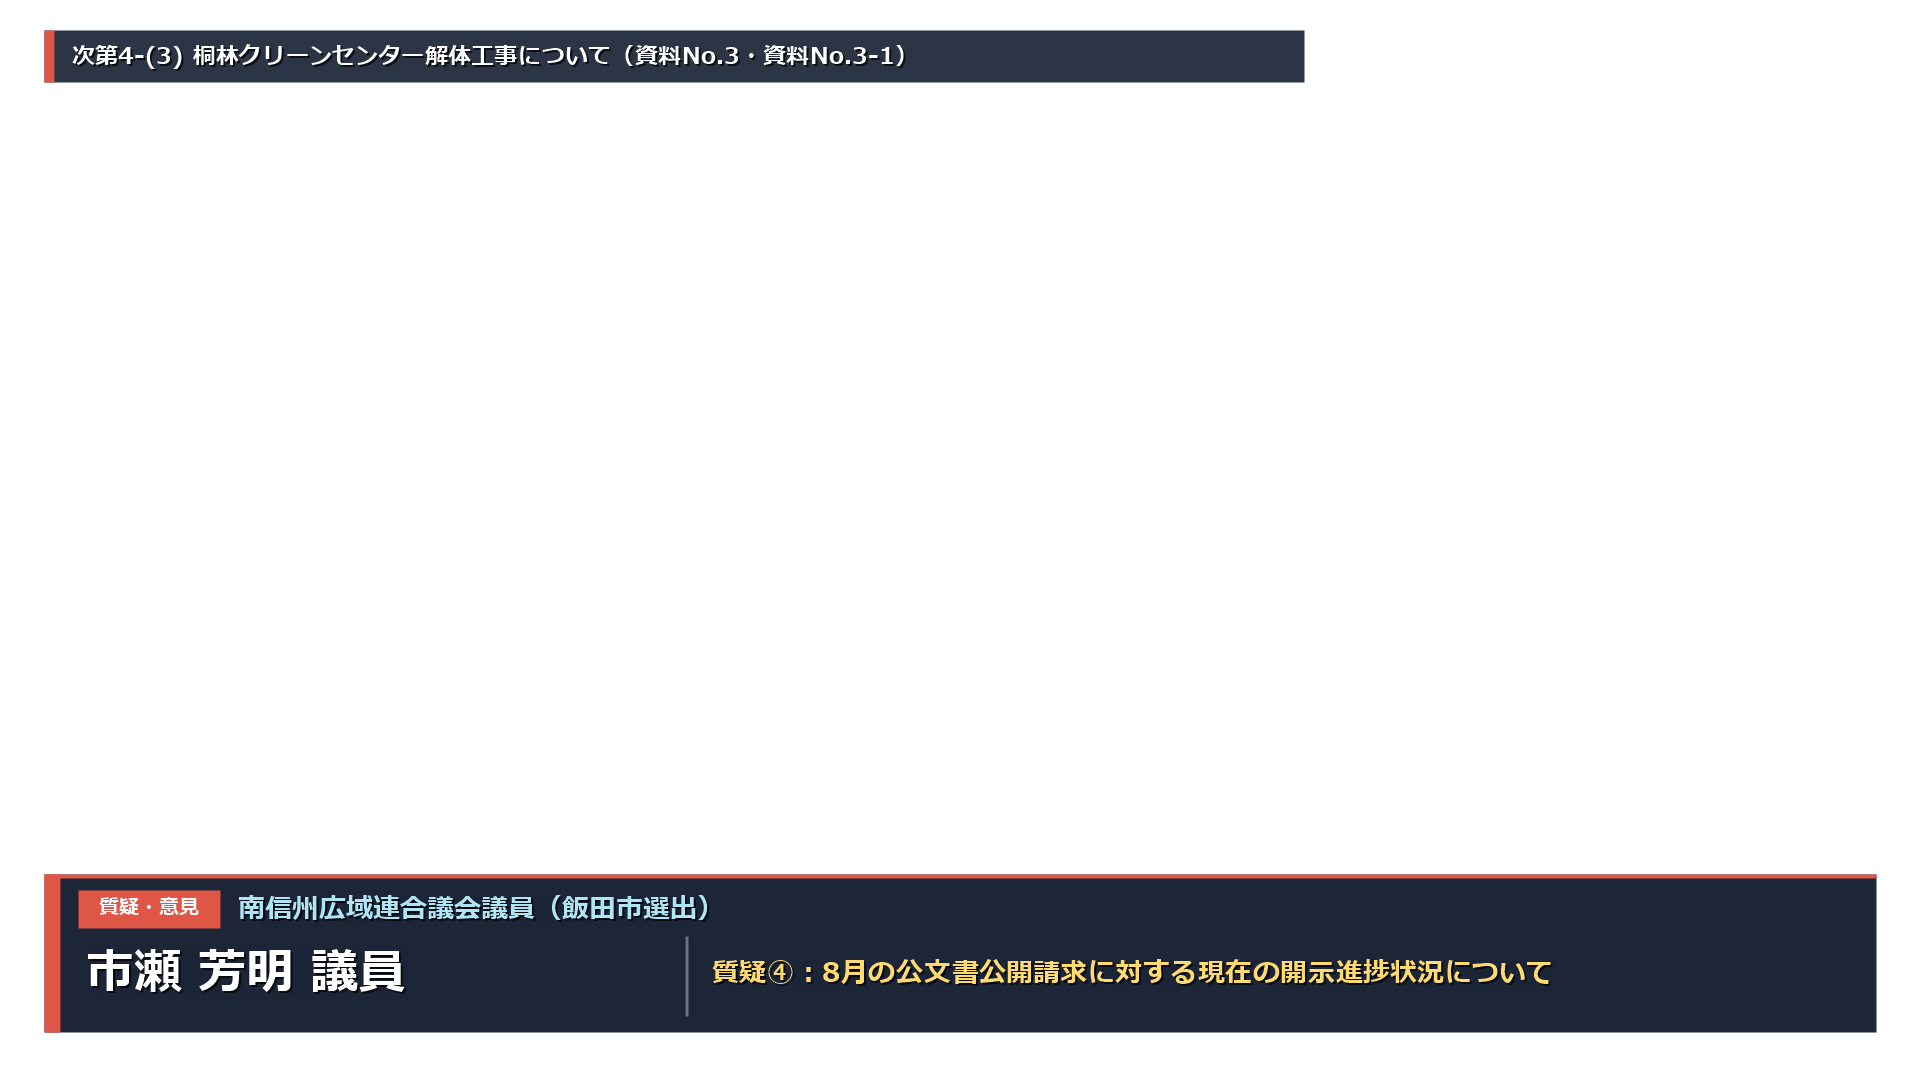 次第4-(3) 桐林クリーンセンター解体工事について（資料No.3・資料No.3-1）
質疑・意見
南信州広域連合議会議員（飯田市選出）
市瀬 芳明 議員
質疑④：8月の公文書公開請求に対する現在の開示進捗状況について